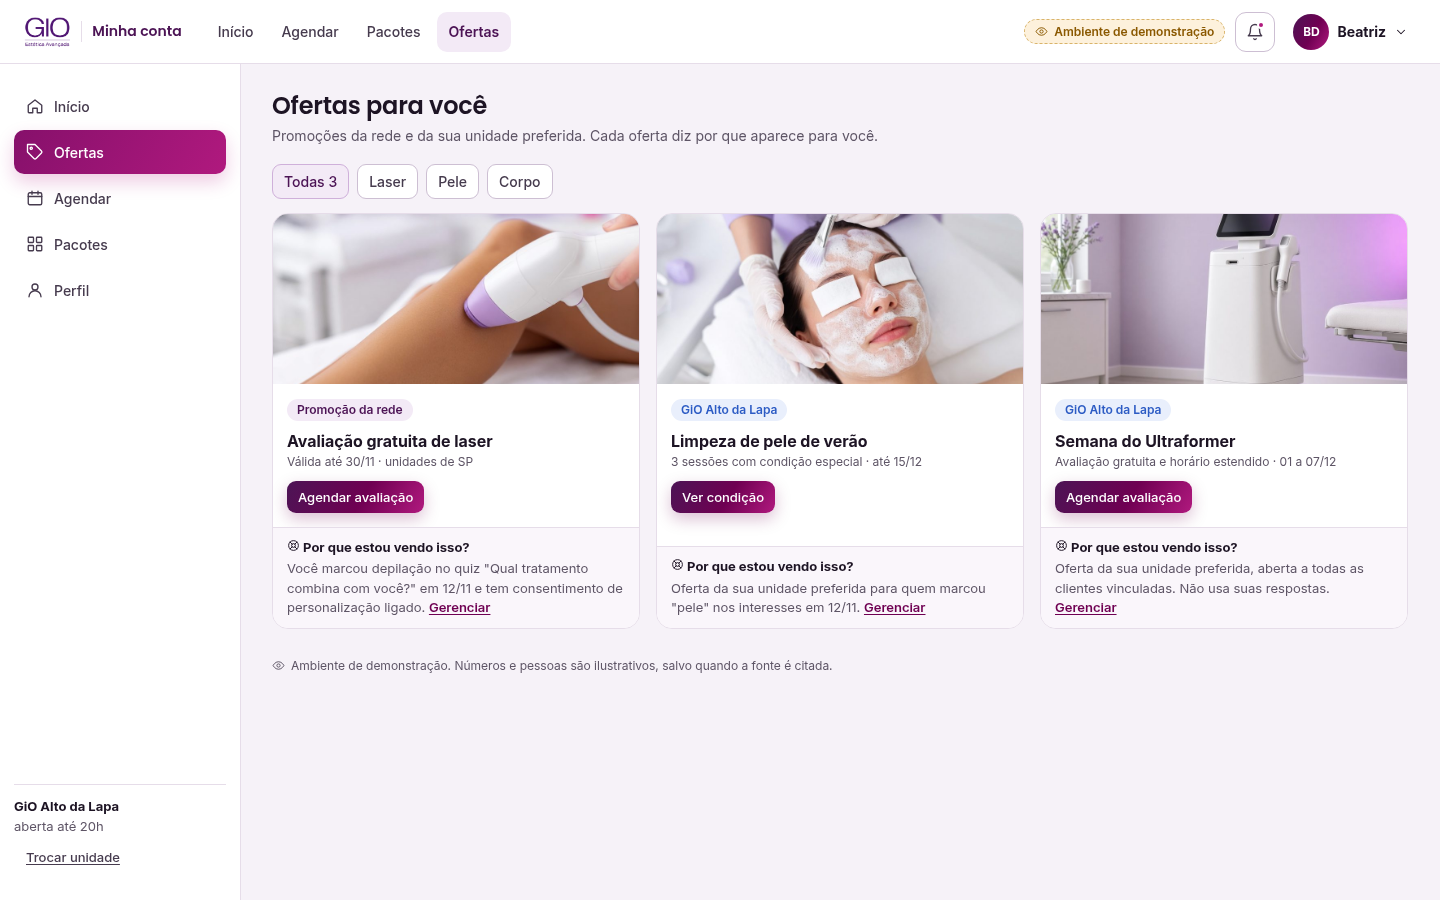 GIO
Estética Avançada
Minha conta
Início
Agendar
Pacotes
Ofertas
Ambiente de demonstração
BD
Beatriz
Início
Ofertas
Agendar
Pacotes
Perfil
GiO Alto da Lapa
aberta até 20h
Trocar unidade
Ofertas para você
Promoções da rede e da sua unidade preferida. Cada oferta diz por que aparece para você.
Todas 3
Laser
Pele
Corpo
Promoção da rede
Avaliação gratuita de laser
Válida até 30/11 · unidades de SP
Agendar avaliação
Por que estou vendo isso?
Você marcou depilação no quiz "Qual tratamento
combina com você?" em 12/11 e tem consentimento de
personalização ligado. Gerenciar
GiO Alto da Lapa
Limpeza de pele de verão
3 sessões com condição especial · até 15/12
Ver condição
Por que estou vendo isso?
Oferta da sua unidade preferida para quem marcou
"pele" nos interesses em 12/11. Gerenciar
GiO Alto da Lapa
Semana do Ultraformer
Avaliação gratuita e horário estendido · 01 a 07/12
Agendar avaliação
Por que estou vendo isso?
Oferta da sua unidade preferida, aberta a todas as
clientes vinculadas. Não usa suas respostas.
Gerenciar
Ambiente de demonstração. Números e pessoas são ilustrativos, salvo quando a fonte é citada.